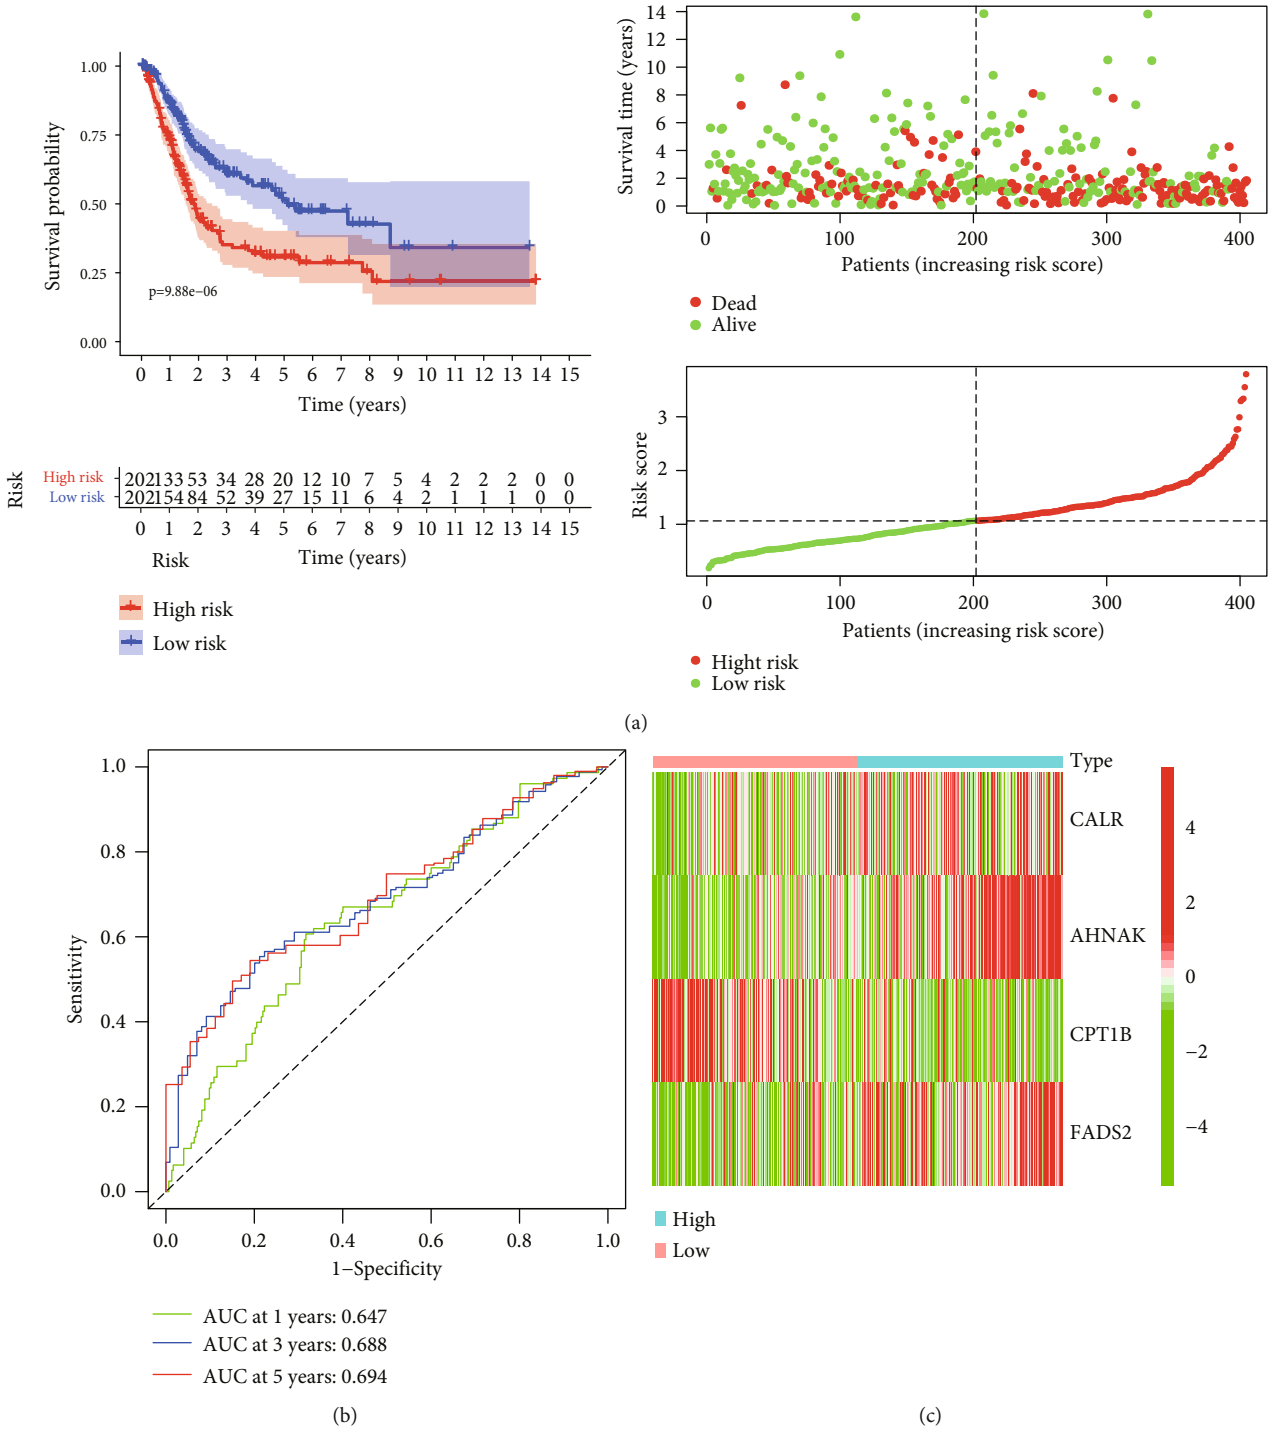 Survival probability
1.00
0.75
0.50
0.25
0.00
p=9.88e−06
0 1 2 3 4 5 6 7 8 9 10 11 12 13 14 15
Time (years)
Risk
High risk 202 133 53 34 28 20 12 10 7 5 4 2 2 2 0 0
Low risk 202 154 84 52 39 27 15 11 6 4 2 1 1 1 0 0
0 1 2 3 4 5 6 7 8 9 10 11 12 13 14 15
Time (years)
Risk
High risk
Low risk
Survival time (years)
14
12
10
8
6
4
2
0
0 100 200 300 400
Patients (increasing risk score)
Dead
Alive
Risk score
3
2
1
0 100 200 300 400
Patients (increasing risk score)
Hight risk
Low risk
(a)
Sensitivity
1.0
0.8
0.6
0.4
0.2
0.0
0.0 0.2 0.4 0.6 0.8 1.0
1−Specificity
AUC at 1 years: 0.647
AUC at 3 years: 0.688
AUC at 5 years: 0.694
(b)
Type
CALR
AHNAK
CPT1B
FADS2
4
2
0
−2
−4
High
Low
(c)